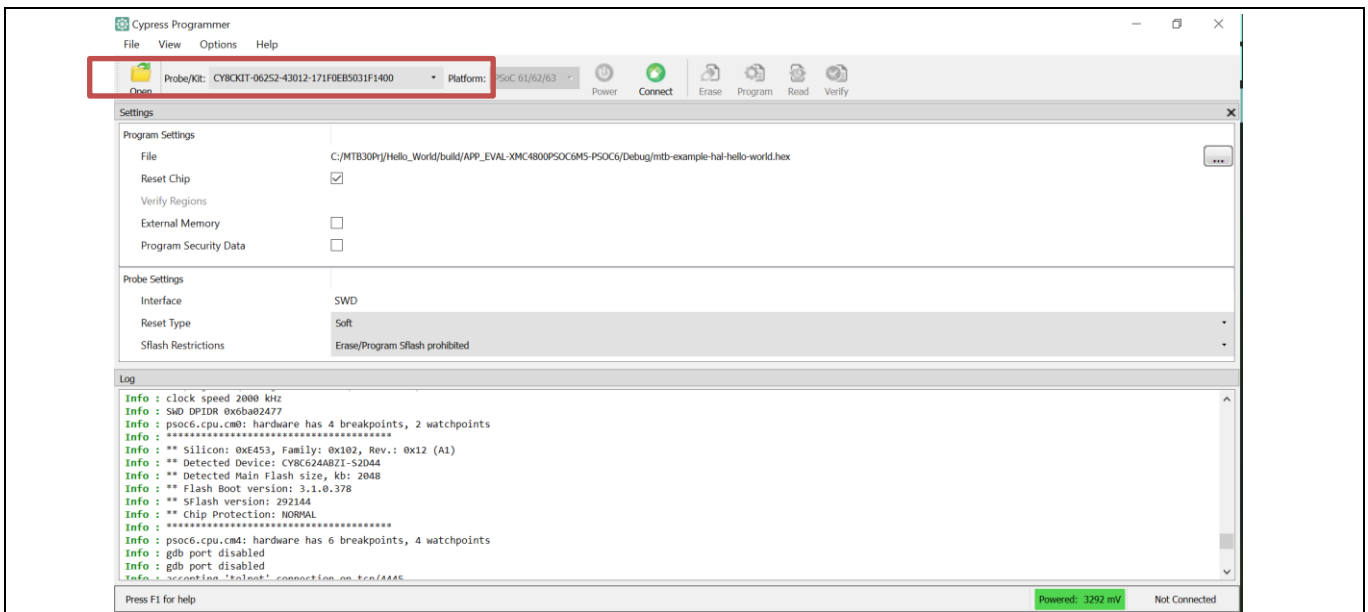 Cypress Programmer
File View Options Help
Open Probe/Kit: CY8CKIT-062S2-43012-171F0EB5031F1400 Platform: PSoC 61/62/63 Power Connect Erase Program Read Verify
Settings
Program Settings
File C:/MTB30Prj/Hello_World/build/APP_EVAL-XMC4800PSOC6M5-PSOC6/Debug/mtb-example-hal-hello-world.hex ...
Reset Chip
Verify Regions
External Memory
Program Security Data
Probe Settings
Interface SWD
Reset Type Soft
Sflash Restrictions Erase/Program Sflash prohibited
Log
Info : clock speed 2000 kHz
Info : SWD DPIDR 0x6ba02477
Info : psoc6.cpu.cm0: hardware has 4 breakpoints, 2 watchpoints
Info : ***************************************
Info : ** Silicon: 0xE453, Family: 0x102, Rev.: 0x12 (A1)
Info : ** Detected Device: CY8C624ABZI-S2D44
Info : ** Detected Main Flash size, kb: 2048
Info : ** Flash Boot version: 3.1.0.378
Info : ** SFlash version: 292144
Info : ** Chip Protection: NORMAL
Info : ***************************************
Info : psoc6.cpu.cm4: hardware has 6 breakpoints, 4 watchpoints
Info : gdb port disabled
Info : gdb port disabled
Info : accepting 'telnet' connection on tcp/4445
Press F1 for help Powered: 3292 mV Not Connected